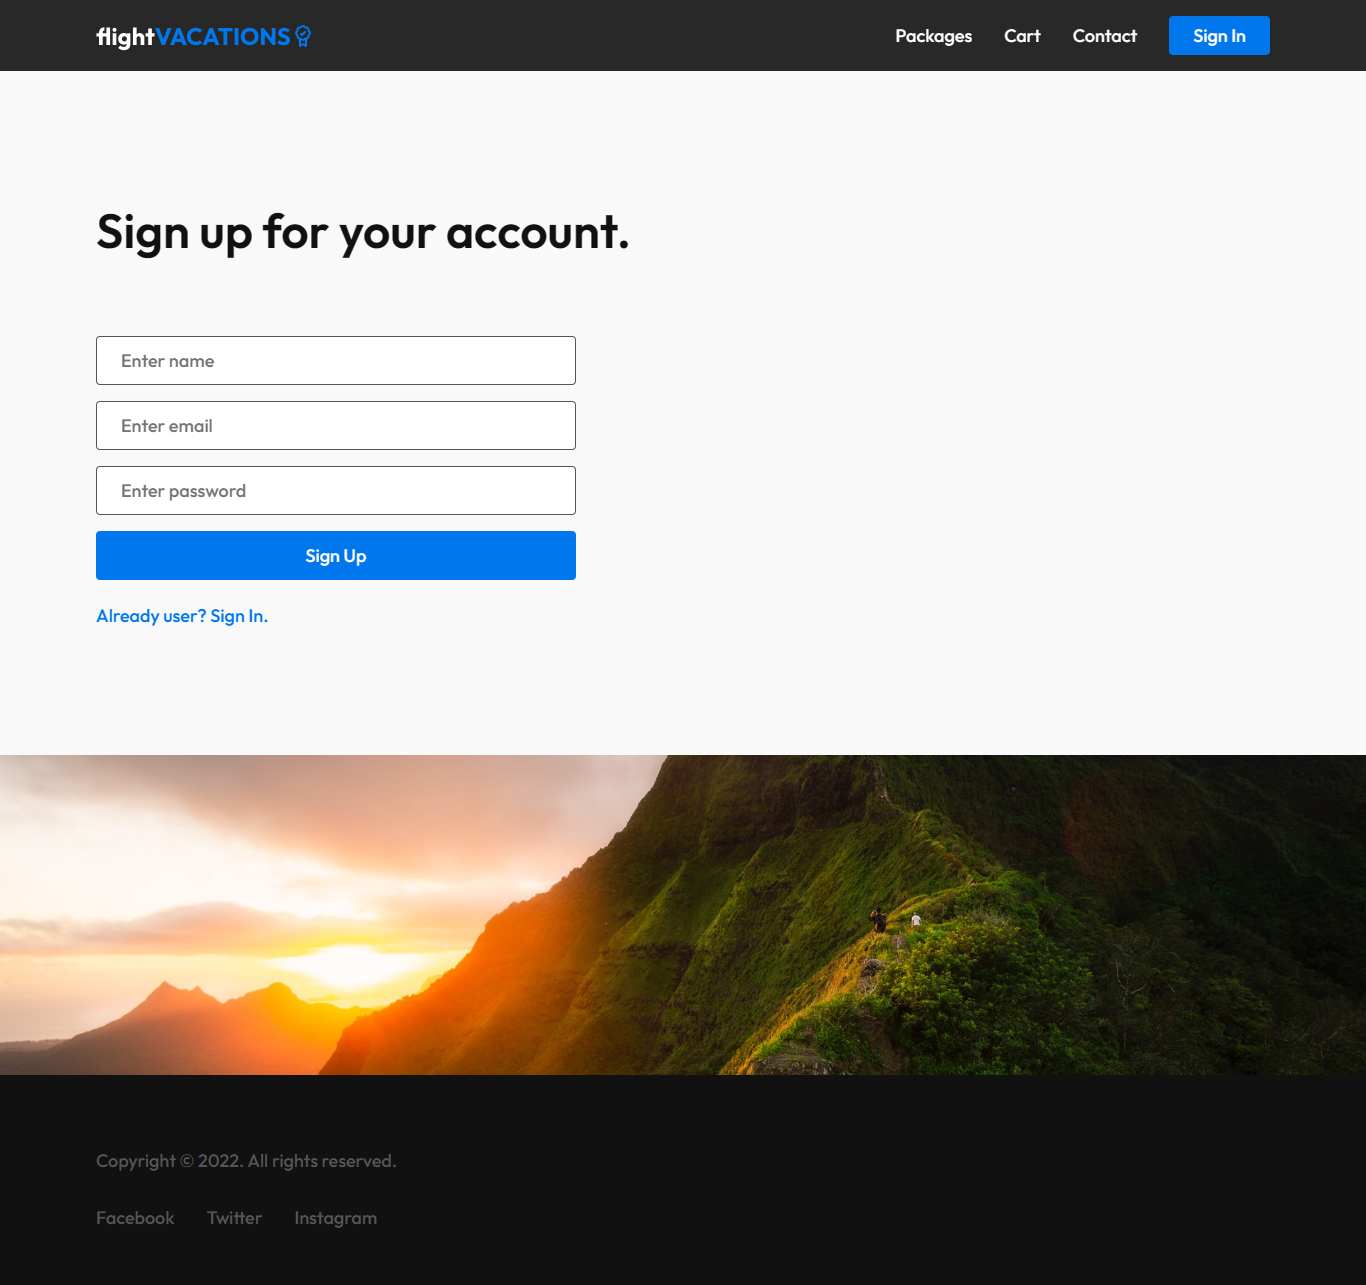 flightVACATIONS
Packages
Cart
Contact
Sign In
Sign up for your account.
Enter name
Enter email
Enter password
Sign Up
Already user? Sign In.
Copyright © 2022. All rights reserved.
Facebook
Twitter
Instagram